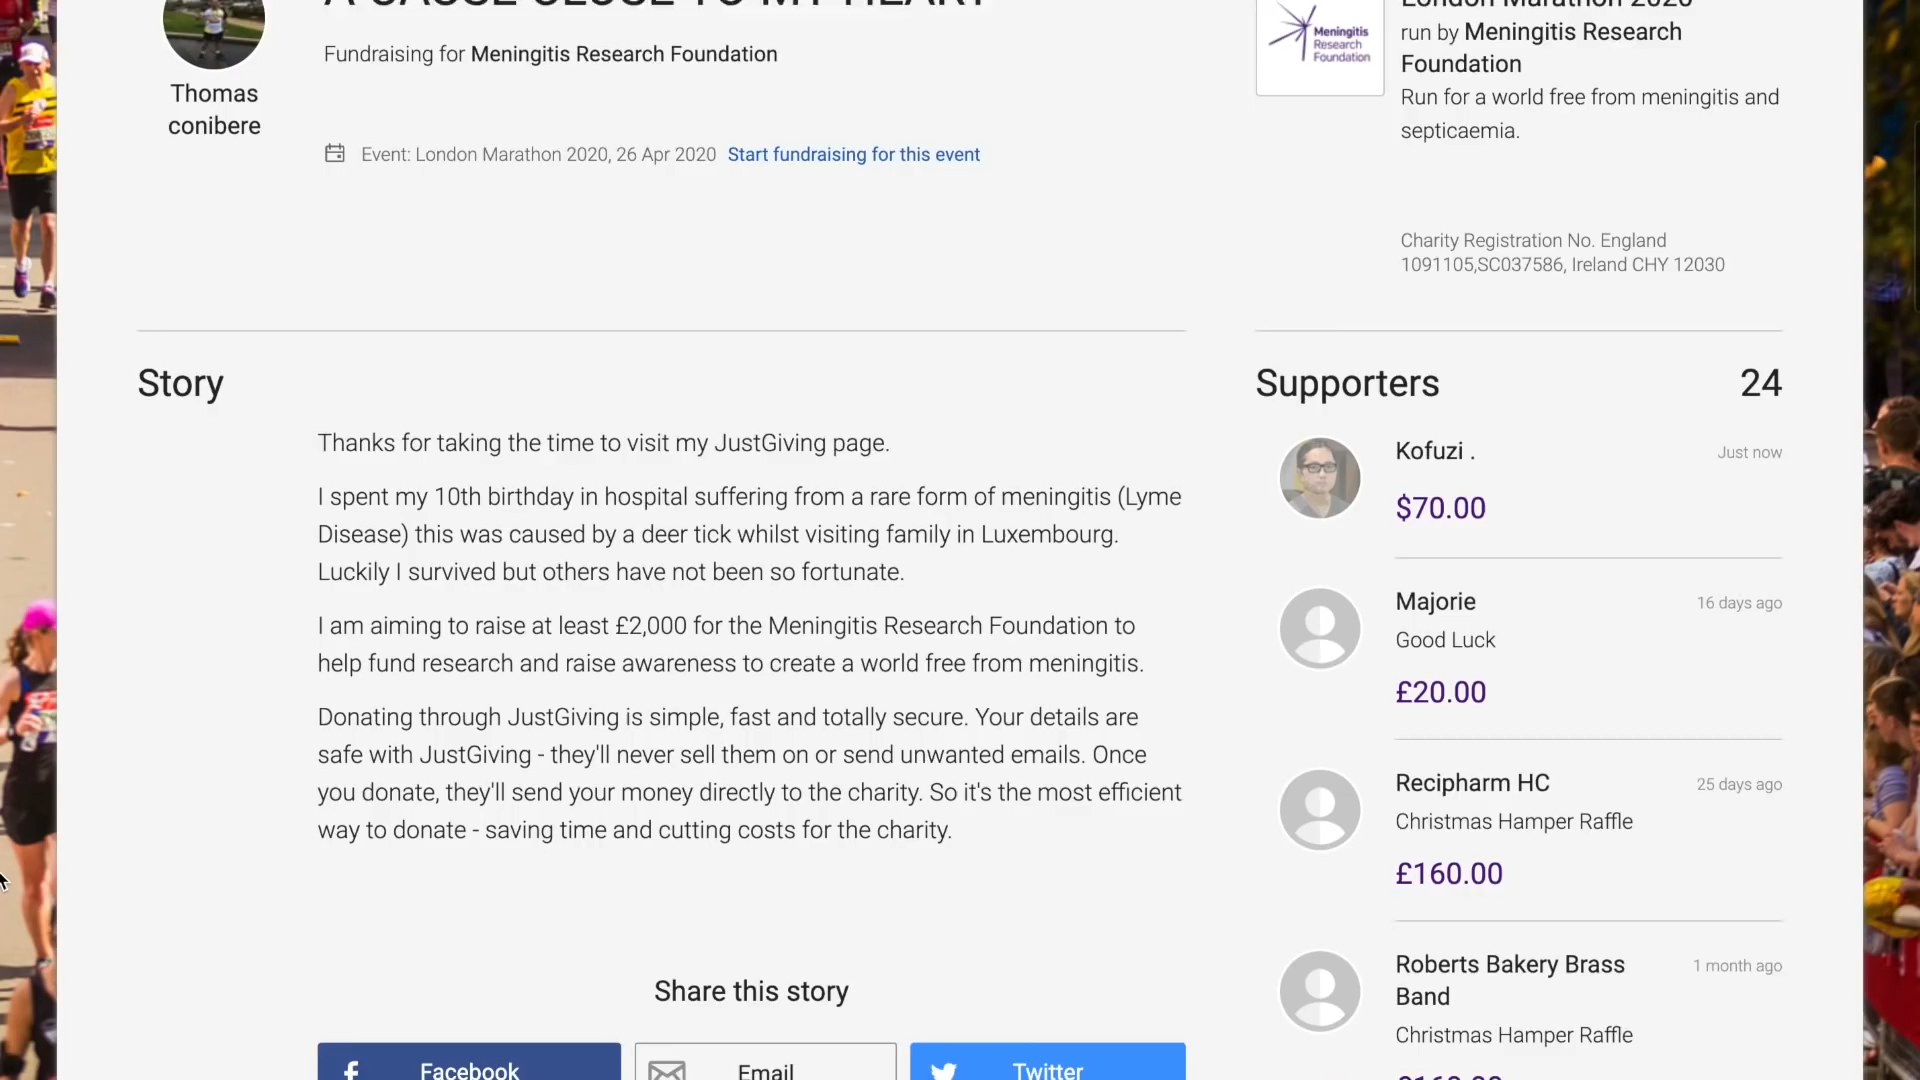 A CAUSE CLOSE TO MY HEART
Fundraising for Meningitis Research Foundation
Thomas
conibere
Event: London Marathon 2020, 26 Apr 2020 Start fundraising for this event
Meningitis
Research
Foundation
London Marathon 2020
run by Meningitis Research
Foundation
Run for a world free from meningitis and
septicaemia.
Charity Registration No. England
1091105,SC037586, Ireland CHY 12030
Story
Thanks for taking the time to visit my JustGiving page.
I spent my 10th birthday in hospital suffering from a rare form of meningitis (Lyme
Disease) this was caused by a deer tick whilst visiting family in Luxembourg.
Luckily I survived but others have not been so fortunate.
I am aiming to raise at least £2,000 for the Meningitis Research Foundation to
help fund research and raise awareness to create a world free from meningitis.
Donating through JustGiving is simple, fast and totally secure. Your details are
safe with JustGiving - they'll never sell them on or send unwanted emails. Once
you donate, they'll send your money directly to the charity. So it's the most efficient
way to donate - saving time and cutting costs for the charity.
Share this story
Facebook
Email
Twitter
Supporters 24
Kofuzi . Just now
$70.00
Majorie 16 days ago
Good Luck
£20.00
Recipharm HC 25 days ago
Christmas Hamper Raffle
£160.00
Roberts Bakery Brass 1 month ago
Band
Christmas Hamper Raffle